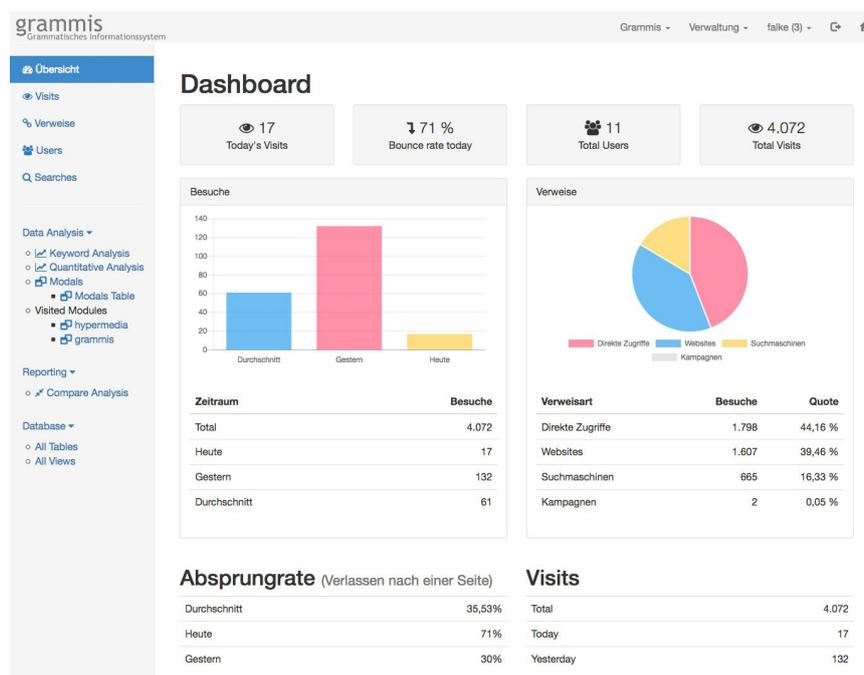 grammis
Grammatisches Informationssystem
Grammis Verwaltung falke (3)
Übersicht
Visits
Verweise
Users
Searches
Data Analysis
Keyword Analysis
Quantitative Analysis
Modals
Modals Table
Visited Modules
hypermedia
grammis
Reporting
Compare Analysis
Database
All Tables
All Views
Dashboard
17
Today's Visits
71 %
Bounce rate today
11
Total Users
4.072
Total Visits
Besuche
140
120
100
80
60
40
20
0
Durchschnitt Gestern Heute
Zeitraum Besuche
Total 4.072
Heute 17
Gestern 132
Durchschnitt 61
Verweise
Direkte Zugriffe Websites Suchmaschinen
Kampagnen
Verweisart Besuche Quote
Direkte Zugriffe 1.798 44,16 %
Websites 1.607 39,46 %
Suchmaschinen 665 16,33 %
Kampagnen 2 0,05 %
Absprungrate (Verlassen nach einer Seite)
Durchschnitt 35,53%
Heute 71%
Gestern 30%
Visits
Total 4.072
Today 17
Yesterday 132